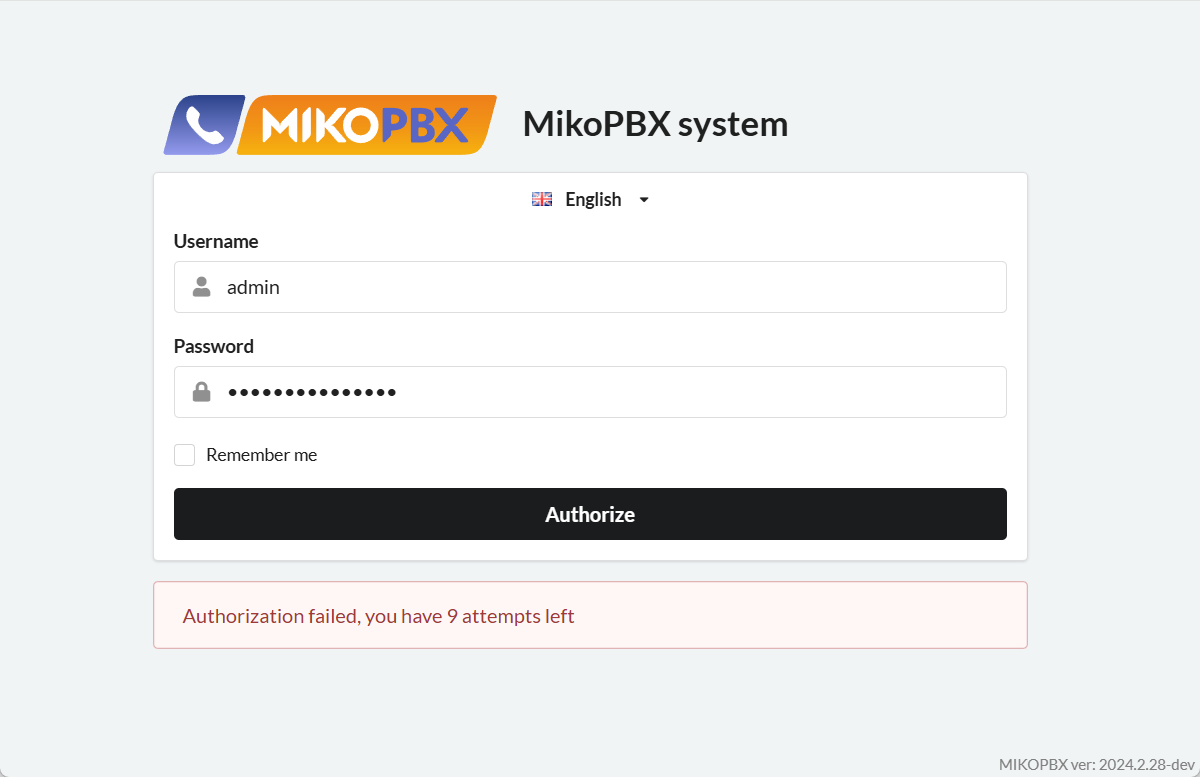 MIKOPBX
MikoPBX system
English
Username
admin
Password
•••••••••••••••
Remember me
Authorize
Authorization failed, you have 9 attempts left
MIKOPBX ver: 2024.2.28-dev